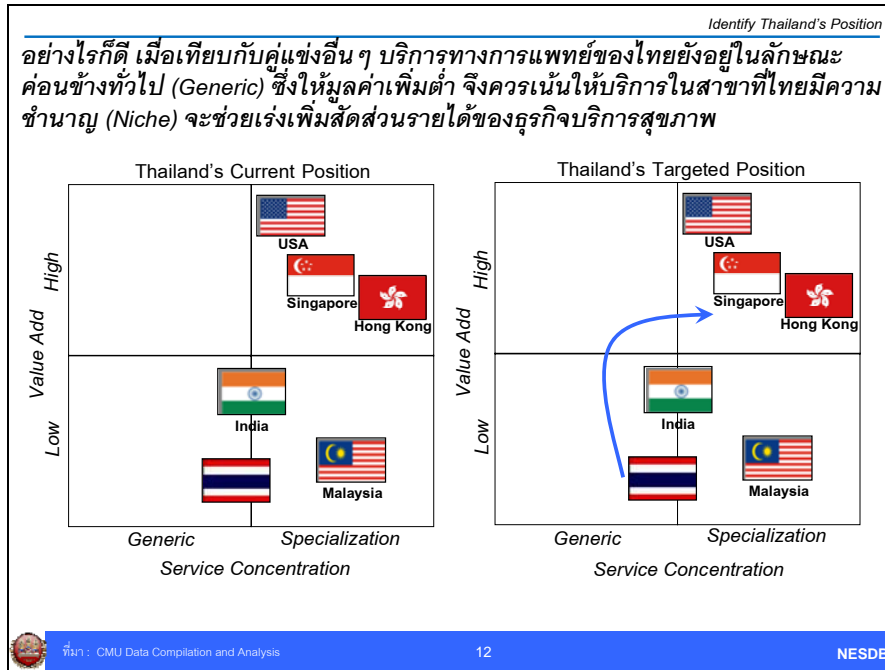 Identify Thailand's Position
อย่างไรก็ดี เมื่อเทียบกับคู่แข่งอื่น ๆ บริการทางการแพทย์ของไทยยังอยู่ในลักษณะ
ค่อนข้างทั่วไป (Generic) ซึ่งให้มูลค่าเพิ่มต่ำ จึงควรเน้นให้บริการในสาขาที่ไทยมีความ
ชำนาญ (Niche) จะช่วยเร่งเพิ่มสัดส่วนรายได้ของธุรกิจบริการสุขภาพ
Thailand's Current Position
Value Add
High
Low
USA
Singapore
Hong Kong
India
Malaysia
Generic
Specialization
Service Concentration
Thailand's Targeted Position
Value Add
High
Low
USA
Singapore
Hong Kong
India
Malaysia
Generic
Specialization
Service Concentration
ที่มา : CMU Data Compilation and Analysis
12
NESDB